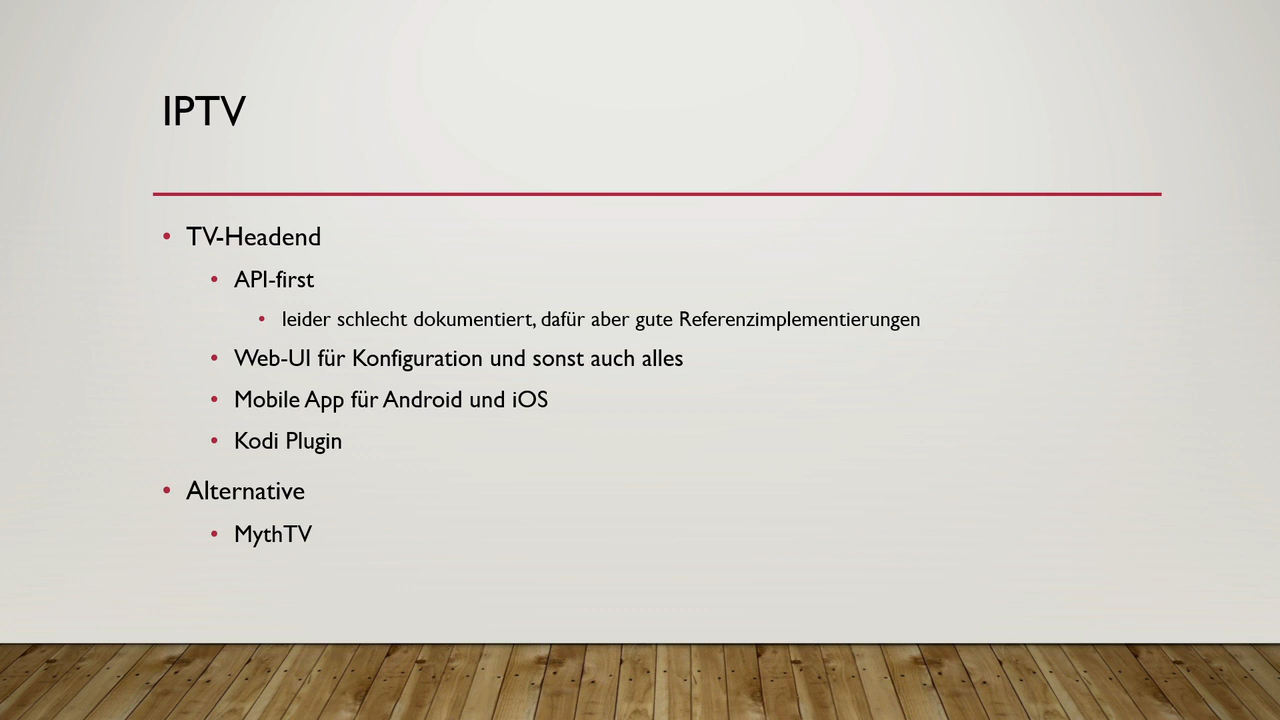 IPTV
• TV-Headend
• API-first
• leider schlecht dokumentiert, dafür aber gute Referenzimplementierungen
• Web-UI für Konfiguration und sonst auch alles
• Mobile App für Android und iOS
• Kodi Plugin
• Alternative
• MythTV